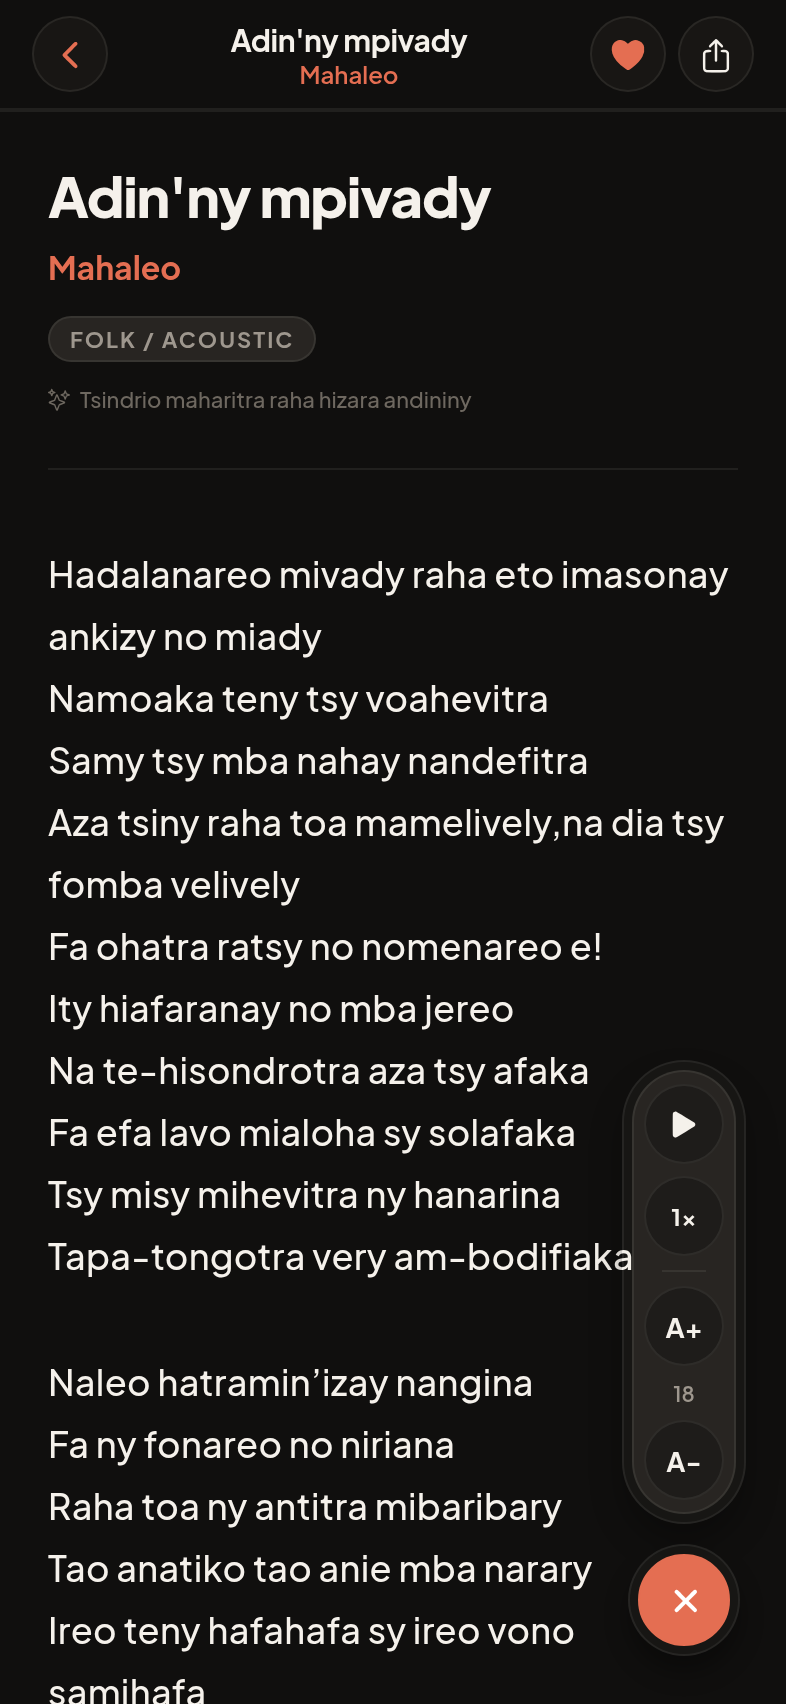 Adin'ny mpivady
Mahaleo
Adin'ny mpivady
Mahaleo
FOLK / ACOUSTIC
Tsindrio maharitra raha hizara andininy
Hadalanareo mivady raha eto imasonay
ankizy no miady
Namoaka teny tsy voahevitra
Samy tsy mba nahay nandefitra
Aza tsiny raha toa mamelively,na dia tsy
fomba velively
Fa ohatra ratsy no nomenareo e!
Ity hiafaranay no mba jereo
Na te-hisondrotra aza tsy afaka
Fa efa lavo mialoha sy solafaka
Tsy misy mihevitra ny hanarina
Tapa-tongotra very am-bodifiaka
Naleo hatramin’izay nangina
Fa ny fonareo no niriana
Raha toa ny antitra mibaribary
Tao anatiko tao anie mba narary
Ireo teny hafahafa sy ireo vono
samihafa
1×
A+
18
A−